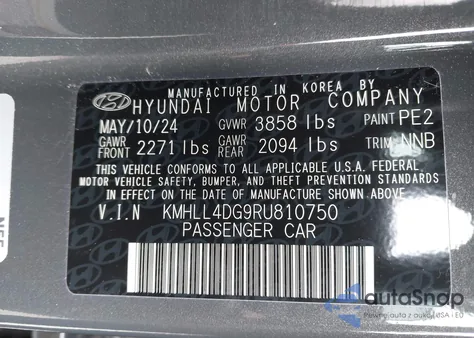 MANUFACTURED IN KOREA BY
HYUNDAI MOTOR COMPANY
MAY/10/24 GVWR 3858 lbs PAINT PE2
GAWR FRONT 2271 lbs GAWR REAR 2094 lbs TRIM NNB
THIS VEHICLE CONFORMS TO ALL APPLICABLE U.S.A. FEDERAL
MOTOR VEHICLE SAFETY, BUMPER, AND THEFT PREVENTION STANDARDS
IN EFFECT ON THE DATE OF MANUFACTURE SHOWN ABOVE.
V.I.N KMHLL4DG9RU810750
PASSENGER CAR
autoSnap